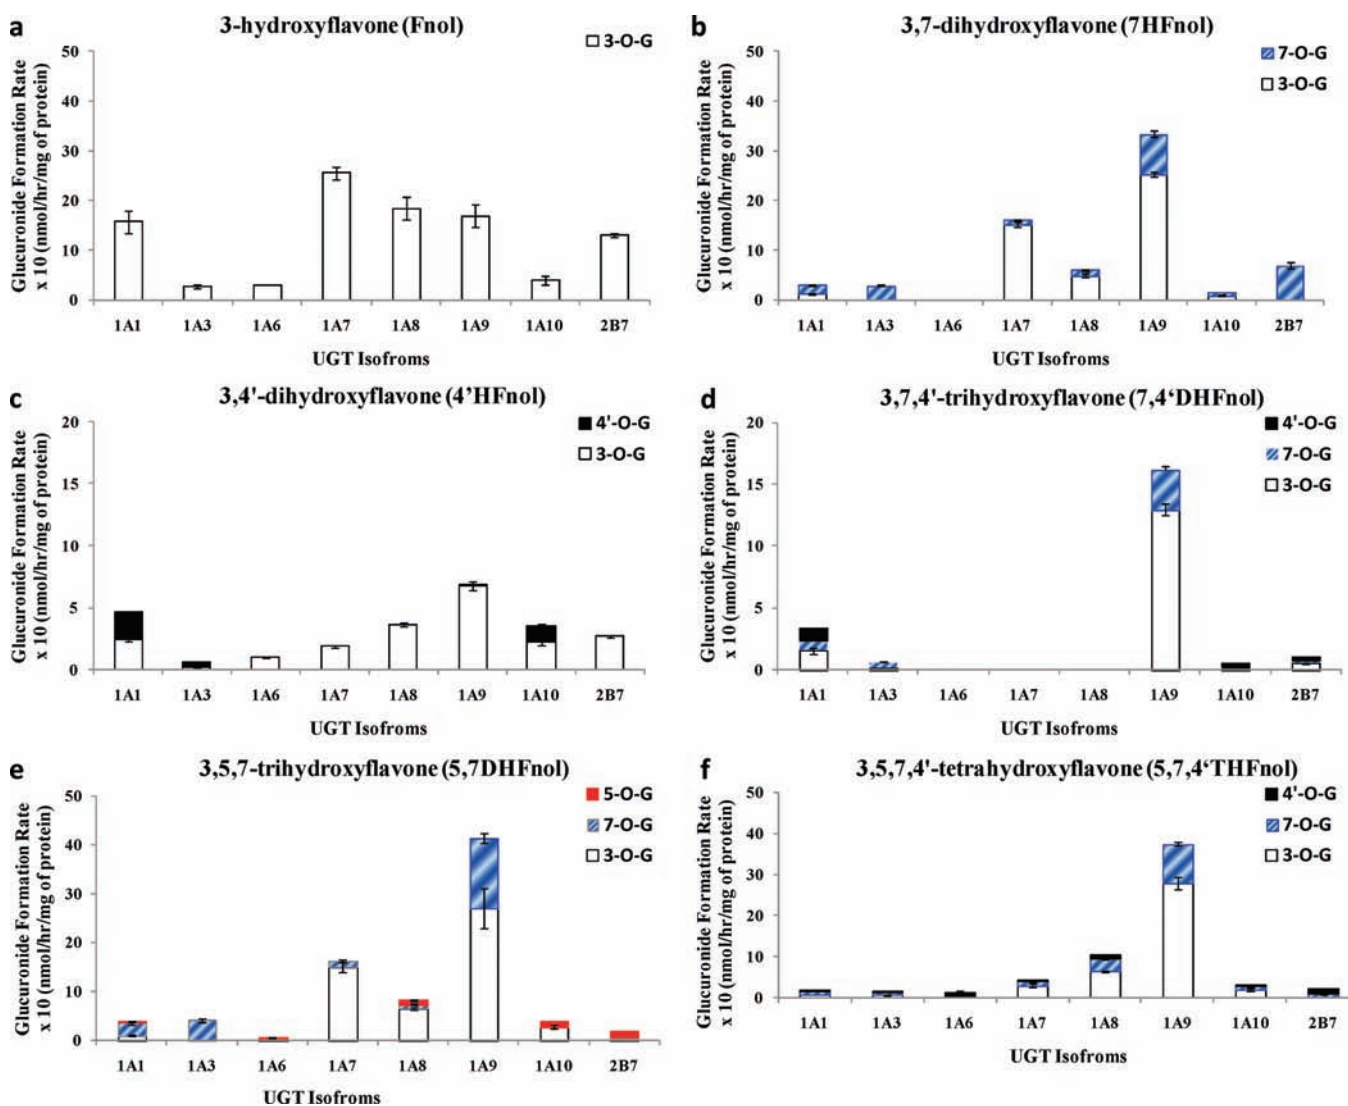 a
3-hydroxyflavone (Fnol)
3-O-G
Glucuronide Formation Rate
x 10 (nmol/hr/mg of protein)
50
40
30
20
10
0
1A1 1A3 1A6 1A7 1A8 1A9 1A10 2B7
UGT Isofroms
b
3,7-dihydroxyflavone (7HFnol)
7-O-G
3-O-G
Glucuronide Formation Rate
x 10 (nmol/hr/mg of protein)
50
40
30
20
10
0
1A1 1A3 1A6 1A7 1A8 1A9 1A10 2B7
UGT Isofroms
c
3,4'-dihydroxyflavone (4’HFnol)
4'-O-G
3-O-G
Glucuronide Formation Rate
x 10 (nmol/hr/mg of protein)
20
15
10
5
0
1A1 1A3 1A6 1A7 1A8 1A9 1A10 2B7
UGT Isofroms
d
3,7,4'-trihydroxyflavone (7,4‘DHFnol)
4'-O-G
7-O-G
3-O-G
Glucuronide Formation Rate
x 10 (nmol/hr/mg of protein)
20
15
10
5
0
1A1 1A3 1A6 1A7 1A8 1A9 1A10 2B7
UGT Isofroms
e
3,5,7-trihydroxyflavone (5,7DHFnol)
5-O-G
7-O-G
3-O-G
Glucuronide Formation Rate
x 10 (nmol/hr/mg of protein)
50
40
30
20
10
0
1A1 1A3 1A6 1A7 1A8 1A9 1A10 2B7
UGT Isofroms
f
3,5,7,4'-tetrahydroxyflavone (5,7,4‘THFnol)
4'-O-G
7-O-G
3-O-G
Glucuronide Formation Rate
x 10 (nmol/hr/mg of protein)
50
40
30
20
10
0
1A1 1A3 1A6 1A7 1A8 1A9 1A10 2B7
UGT Isofroms